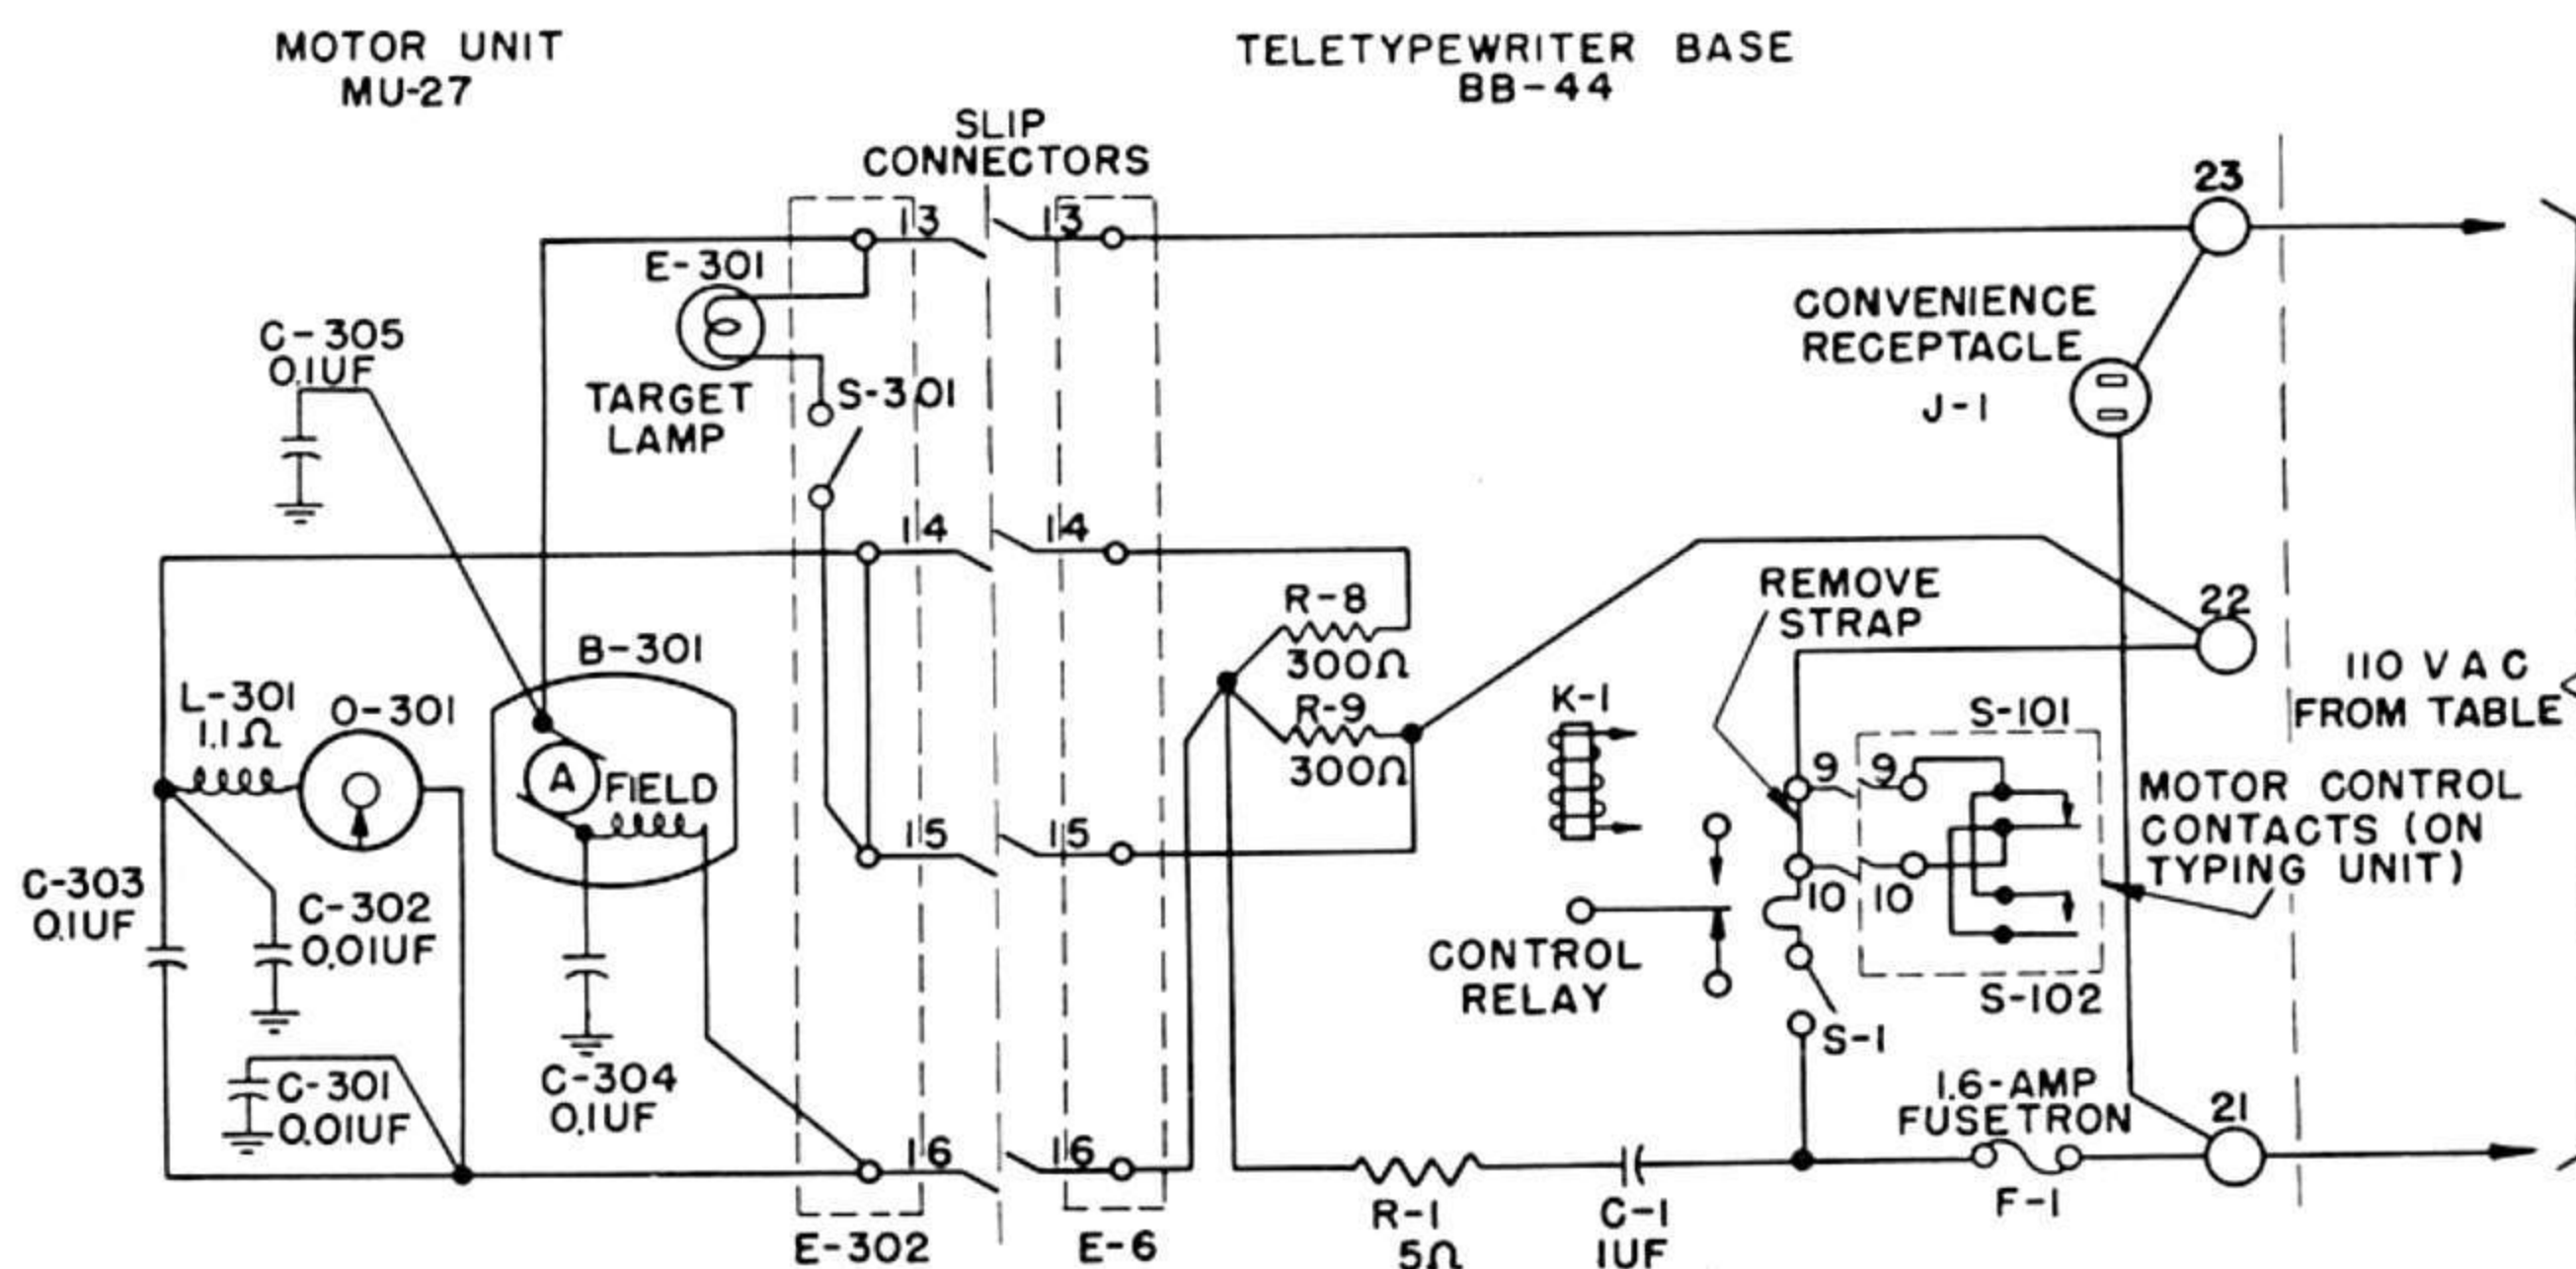 MOTOR UNIT
MU-27
TELETYPEWRITER BASE
BB-44
SLIP
CONNECTORS
23
13
13
E-301
CONVENIENCE
RECEPTACLE
J-1
C-305
0.1UF
TARGET
LAMP
S-301
14
14
REMOVE
STRAP
22
R-8
300Ω
B-301
110 VAC
FROM TABLE
L-301
1.1Ω
O-301
R-9
300Ω
K-1
S-101
A
FIELD
9
9
MOTOR CONTROL
CONTACTS (ON
TYPING UNIT)
15
15
C-303
0.1UF
C-302
0.01UF
10
10
CONTROL
RELAY
S-102
S-1
C-304
0.1UF
C-301
0.01UF
1.6-AMP
FUSETRON
21
16
16
F-1
E-302
E-6
R-1
5Ω
C-1
1UF